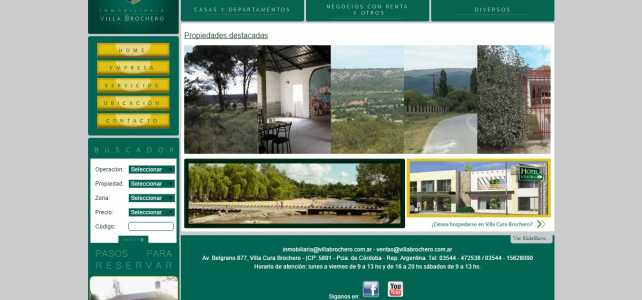 INMOBILIARIA
VILLA BROCHERO
CASAS Y DEPARTAMENTOS
NEGOCIOS CON RENTA
Y OTROS
DIVERSOS
HOME
EMPRESA
SERVICIOS
UBICACIÓN
CONTACTO
Propiedades destacadas
BUSCADOR
Operación: Seleccionar
Propiedad: Seleccionar
Zona: Seleccionar
Precio: Seleccionar
Código:
PASOS PARA
RESERVAR
HOTEL
¿Desea hospedarse en Villa Cura Brochero?
inmobiliaria@villabrochero.com.ar - ventas@villabrochero.com.ar
Av. Belgrano 877, Villa Cura Brochero - (CP: 5891 - Pcia. de Córdoba - Rep. Argentina. Tel: 03544 - 472538 / 03544 - 15628090
Horario de atención: lunes a viernes de 9 a 13 hs y de 16 a 20 hs sábados de 9 a 13 hs.
Siganos en:
f
You
Tube